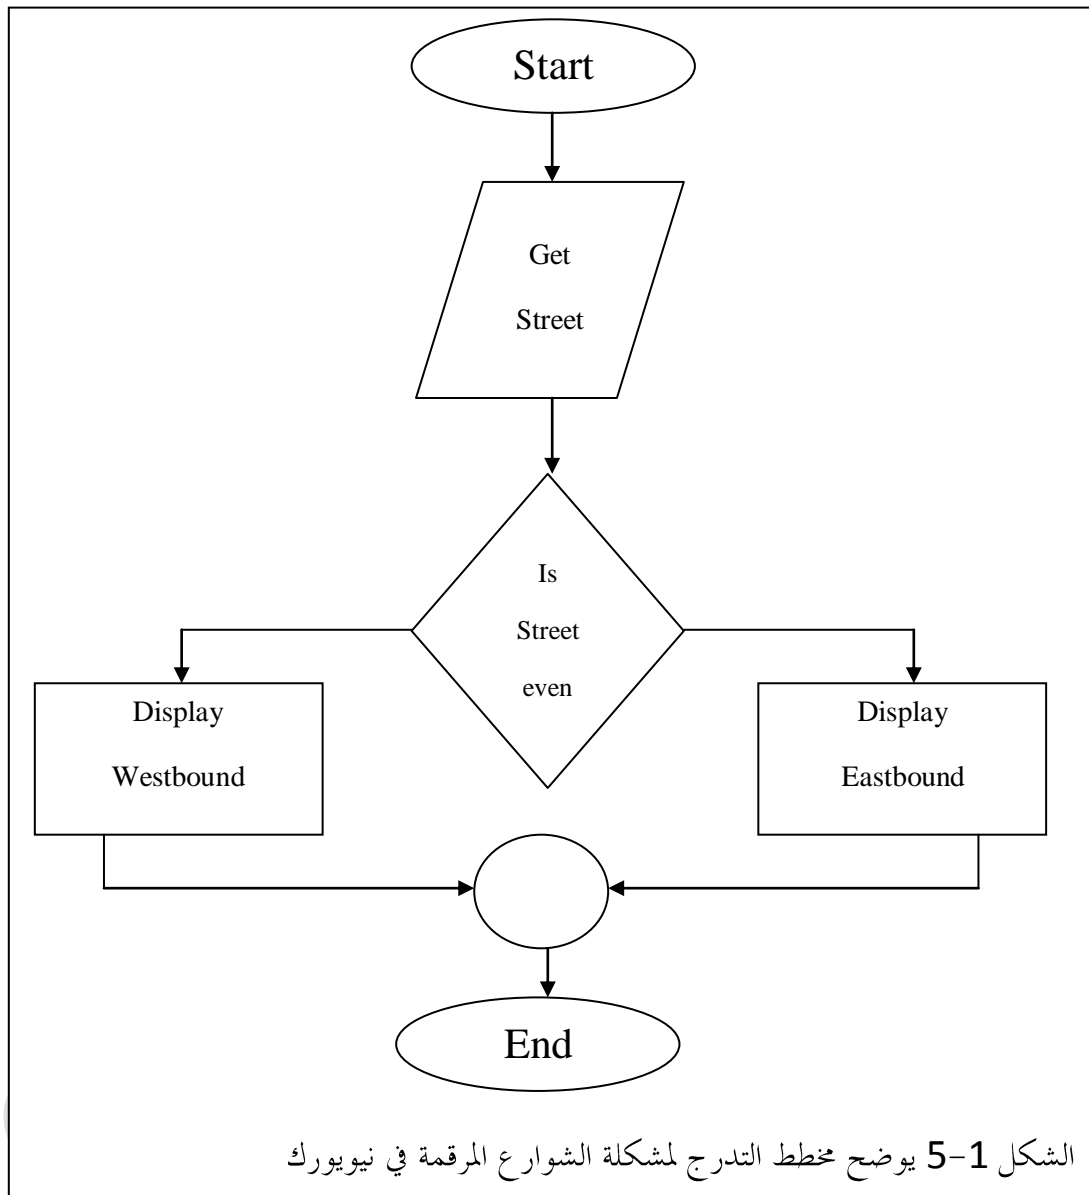 Start
Get
Street
Is
Street
even
Display
Westbound
Display
Eastbound
End
الشكل 1-5 يوضح مخطط التدرج لمشكلة الشوارع المرقمة في نيويورك